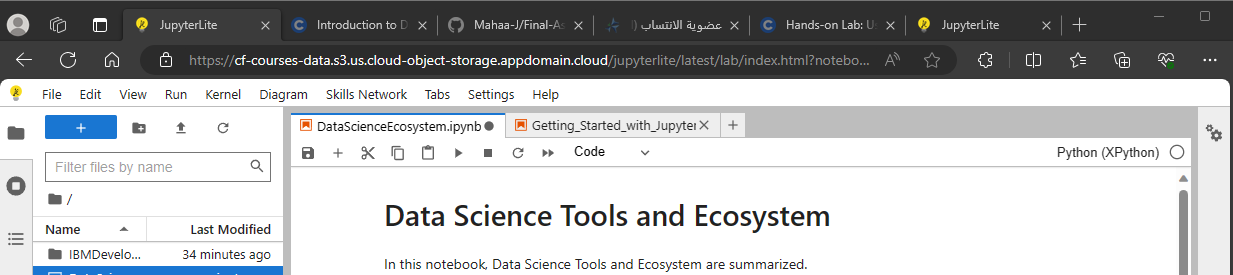 JupyterLite
Introduction to D
Mahaa-J/Final-As
عضوية الانتساب
Hands-on Lab: Us
JupyterLite
https://cf-courses-data.s3.us.cloud-object-storage.appdomain.cloud/jupyterlite/latest/lab/index.html?notebo...
File Edit View Run Kernel Diagram Skills Network Tabs Settings Help
DataScienceEcosystem.ipynb
Getting_Started_with_Jupyter
Code
Python (XPython)
Filter files by name
/
Name Last Modified
IBMDevelo... 34 minutes ago
Data Science Tools and Ecosystem
In this notebook, Data Science Tools and Ecosystem are summarized.